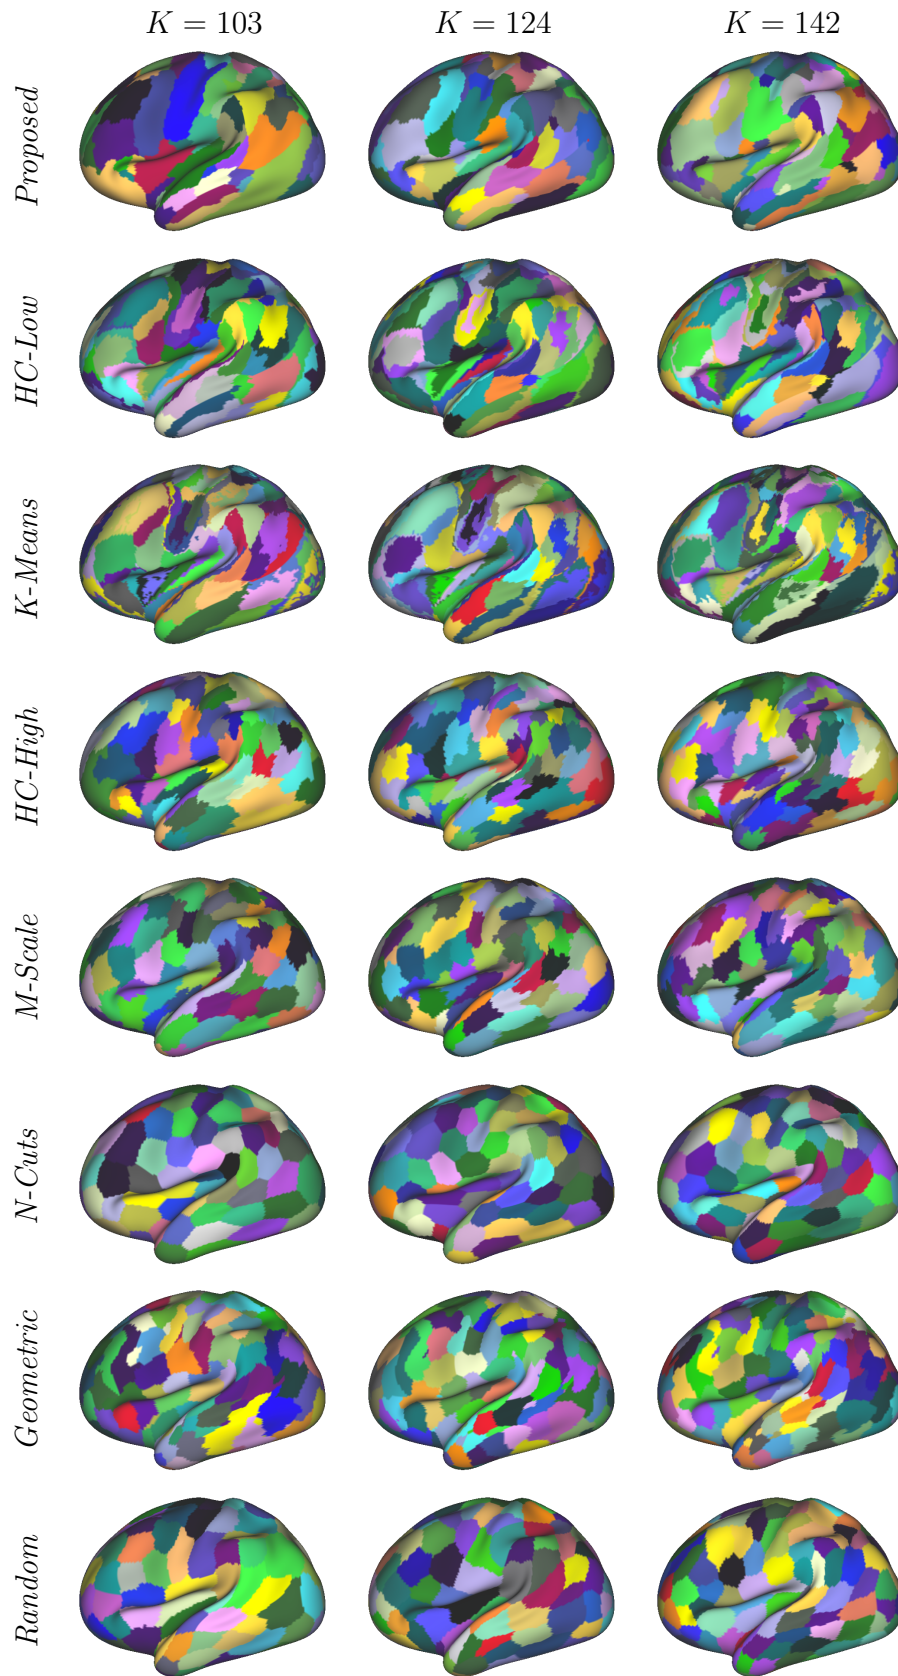 K = 103 K = 124 K = 142
Proposed
HC-Low
K-Means
HC-High
M-Scale
N-Cuts
Geometric
Random